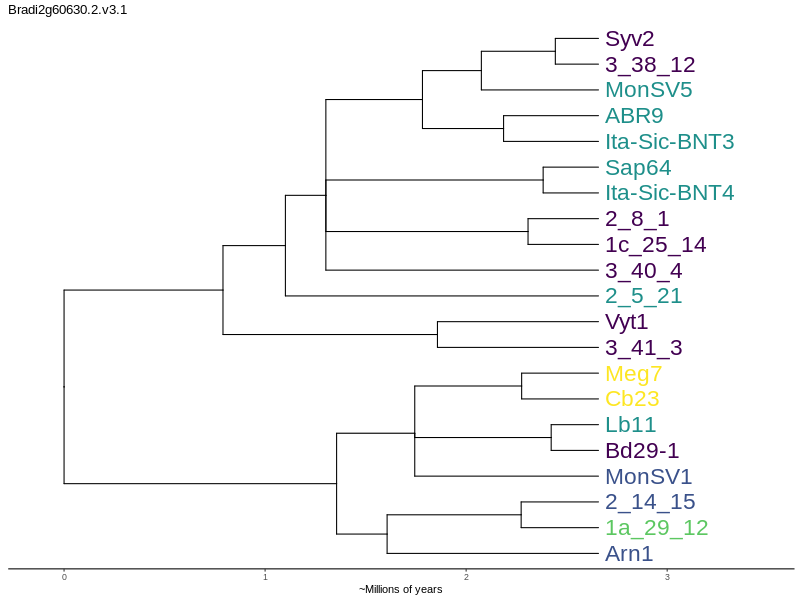 Bradi2g60630.2.v3.1
Syv2
3_38_12
MonSV5
ABR9
Ita-Sic-BNT3
Sap64
Ita-Sic-BNT4
2_8_1
1c_25_14
3_40_4
2_5_21
Vyt1
3_41_3
Meg7
Cb23
Lb11
Bd29-1
MonSV1
2_14_15
1a_29_12
Arn1
0 1 2 3
~Millions of years